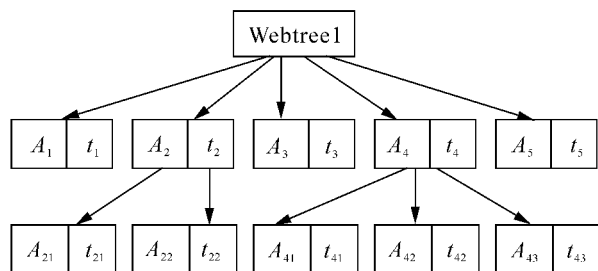 Webtree1
A₁ t₁ A₂ t₂ A₃ t₃ A₄ t₄ A₅ t₅
A₂₁ t₂₁ A₂₂ t₂₂ A₄₁ t₄₁ A₄₂ t₄₂ A₄₃ t₄₃